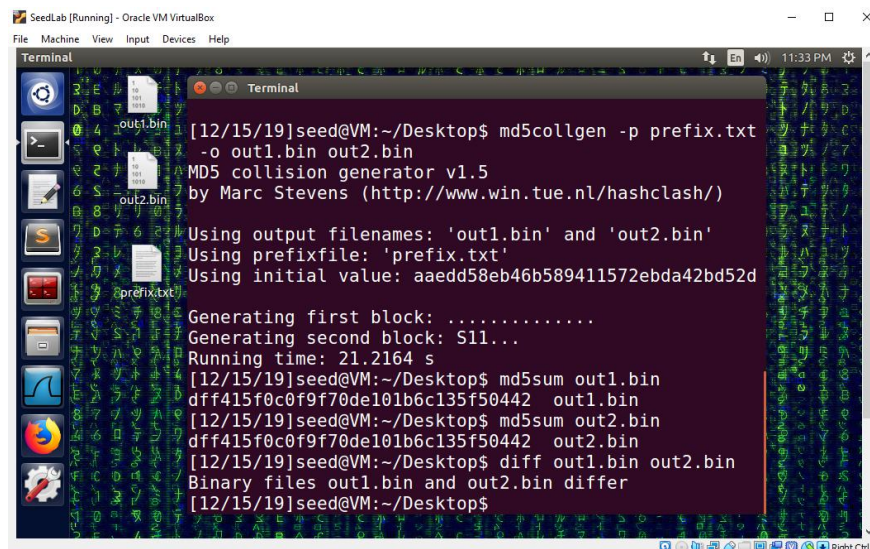 SeedLab [Running] - Oracle VM VirtualBox
File Machine View Input Devices Help
Terminal
En
11:33 PM
out1.bin
out2.bin
prefix.txt
Terminal
[12/15/19]seed@VM:~/Desktop$ md5collgen -p prefix.txt
-o out1.bin out2.bin
MD5 collision generator v1.5
by Marc Stevens (http://www.win.tue.nl/hashclash/)
Using output filenames: 'out1.bin' and 'out2.bin'
Using prefixfile: 'prefix.txt'
Using initial value: aaedd58eb46b589411572ebda42bd52d
Generating first block: ..............
Generating second block: S11...
Running time: 21.2164 s
[12/15/19]seed@VM:~/Desktop$ md5sum out1.bin
dff415f0c0f9f70de101b6c135f50442  out1.bin
[12/15/19]seed@VM:~/Desktop$ md5sum out2.bin
dff415f0c0f9f70de101b6c135f50442  out2.bin
[12/15/19]seed@VM:~/Desktop$ diff out1.bin out2.bin
Binary files out1.bin and out2.bin differ
[12/15/19]seed@VM:~/Desktop$
Right Ctrl